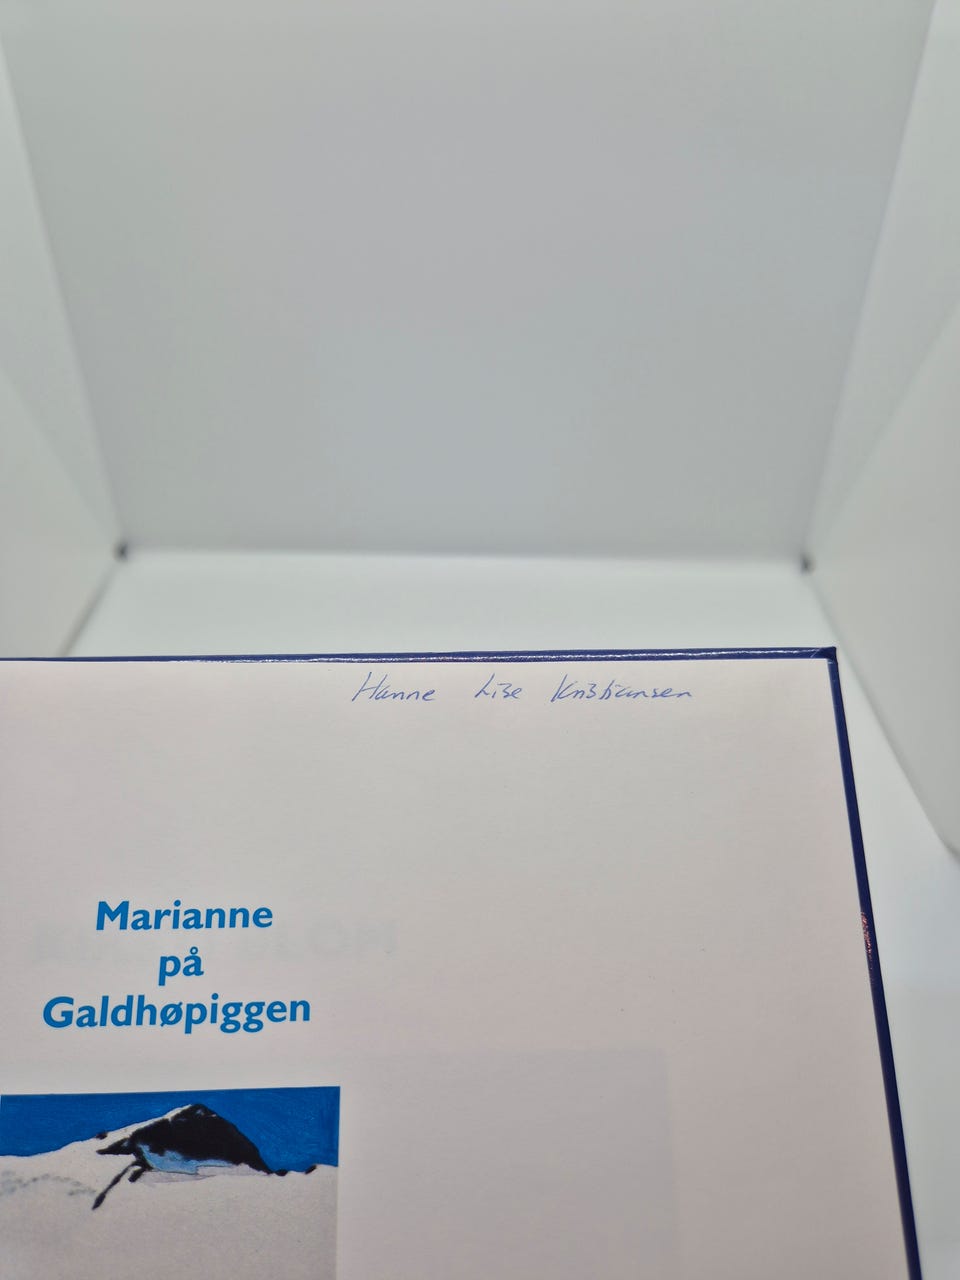 Hanne Lise Kristiansen
Marianne
på
Galdhøpiggen